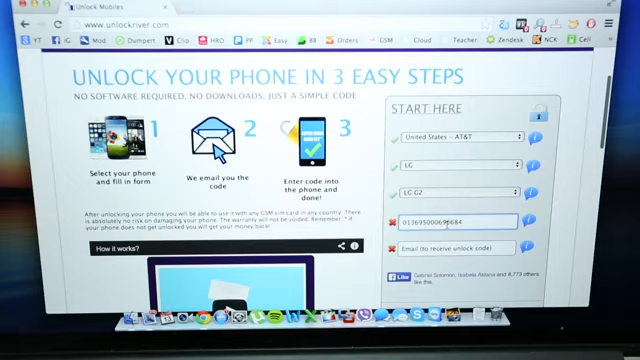 Unlock Mobiles
www.unlockriver.com
YT
iG
Mod
Dumpert
Clip
HRO
PP
Easy
BB
Orders
GSM
Cloud
Teacher
Zendesk
NCK
Cell
UNLOCK YOUR PHONE IN 3 EASY STEPS
NO SOFTWARE REQUIRED, NO DOWNLOADS, JUST A SIMPLE CODE
1
2
3
Select your phone
and fill in form
We email you the
code
Enter code into
the phone and
done!
After unlocking your phone you will be able to use it with any GSM sim card in any country. There
is absolutely no risk on damaging your phone. The warranty will not be voided. Remember: * if
your phone does not get unlocked you will get your money back!
How it works?
START HERE
United States - AT&T
LG
LG G2
Email (to receive unlock code)
Like
Gabriel Solomon, Isabela Astana and 6,773 others
like this.